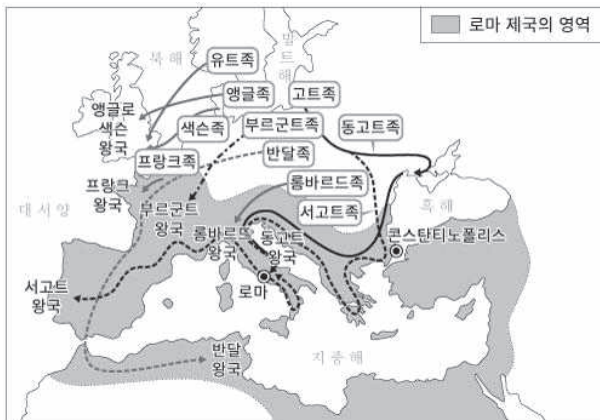 로마 제국의 영역
북해
발트해
유트족
앵글족
고트족
앵글로
색슨
왕국
색슨족
부르군트족
동고트족
프랑크족
반달족
프랑크
왕국
롬바르드족
대서양
부르군트
왕국
서고트족
흑해
롬바르드
왕국
동고트
왕국
콘스탄티노폴리스
서고트
왕국
로마
반달
왕국
지중해